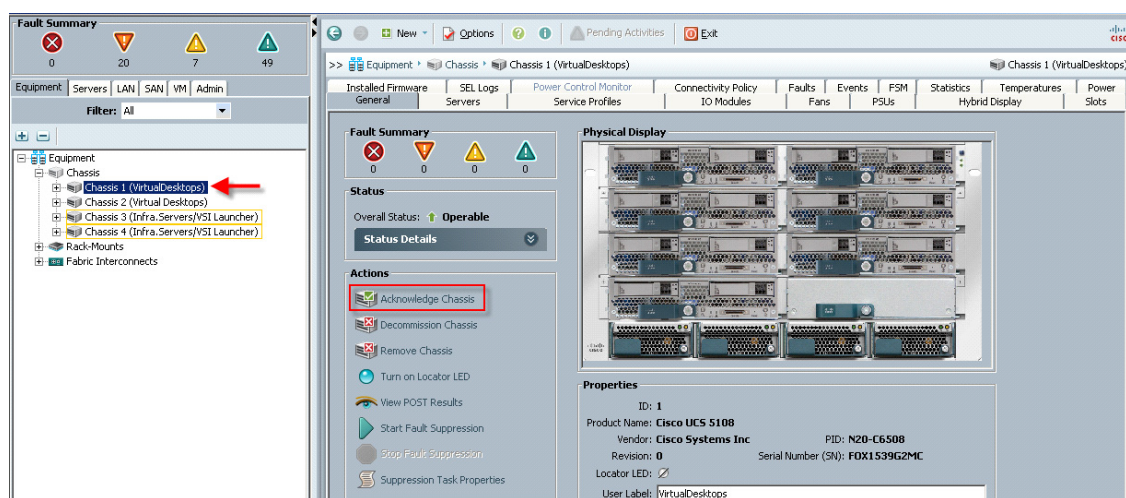 Fault Summary
0 20 7 49
Equipment Servers LAN SAN VM Admin
Filter: All
Equipment
Chassis
Chassis 1 (VirtualDesktops)
Chassis 2 (Virtual Desktops)
Chassis 3 (Infra.Servers/VSI Launcher)
Chassis 4 (Infra.Servers/VSI Launcher)
Rack-Mounts
Fabric Interconnects
New Options Pending Activities Exit
cisc
>> Equipment Chassis Chassis 1 (VirtualDesktops) Chassis 1 (VirtualDesktops)
Installed Firmware SEL Logs Power Control Monitor Connectivity Policy Faults Events FSM Statistics Temperatures Power
General Servers Service Profiles IO Modules Fans PSUs Hybrid Display Slots
Fault Summary
0 0 0 0
Status
Overall Status: Operable
Status Details
Actions
Acknowledge Chassis
Decommission Chassis
Remove Chassis
Turn on Locator LED
View POST Results
Start Fault Suppression
Stop Fault Suppression
Suppression Task Properties
Physical Display
Properties
ID: 1
Product Name: Cisco UCS 5108
Vendor: Cisco Systems Inc PID: N20-C6508
Revision: 0 Serial Number (SN): FOX1539G2MC
Locator LED:
User Label: VirtualDesktops